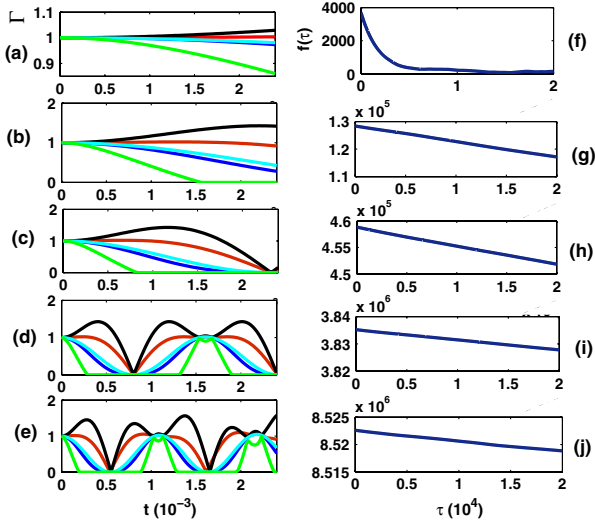 Γ
1.1
1
0.9
(a)
0 0.5 1 1.5 2
2
1
0
(b)
0 0.5 1 1.5 2
2
1
0
(c)
0 0.5 1 1.5 2
2
1
0
(d)
0 0.5 1 1.5 2
2
1
0
(e)
0 0.5 1 1.5 2
t (10⁻³)
f(τ)
4000
2000
0
(f)
0 1 2
x 10⁵
1.3
1.2
1.1
(g)
0 0.5 1 1.5 2
x 10⁵
4.6
4.55
4.5
(h)
0 0.5 1 1.5 2
x 10⁶
3.84
3.83
3.82
(i)
0 0.5 1 1.5 2
x 10⁶
8.525
8.52
8.515
(j)
0 0.5 1 1.5 2
τ (10⁴)